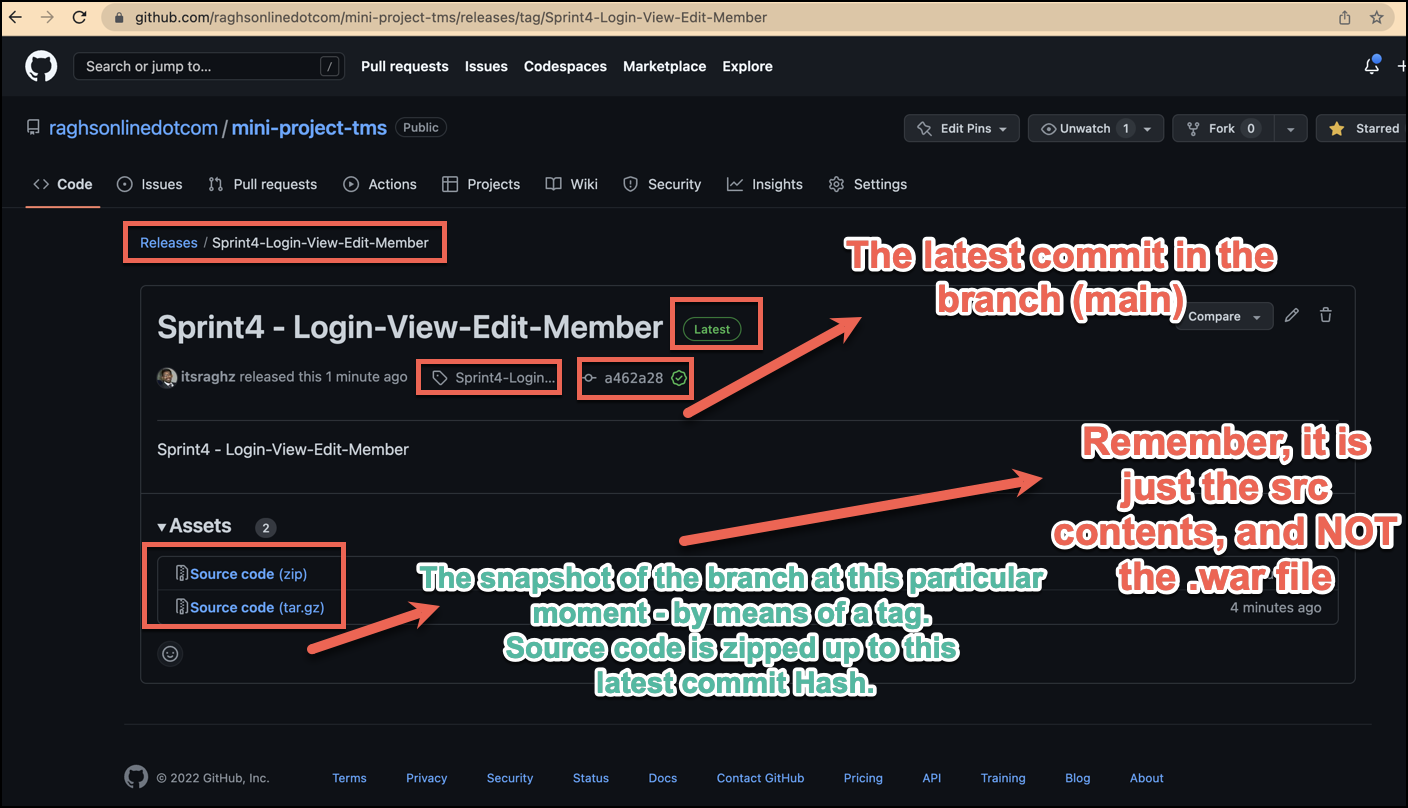 github.com/raghsonlinedotcom/mini-project-tms/releases/tag/Sprint4-Login-View-Edit-Member
Search or jump to... / Pull requests Issues Codespaces Marketplace Explore
raghsonlinedotcom / mini-project-tms Public Edit Pins Unwatch 1 Fork 0 Starred
Code Issues Pull requests Actions Projects Wiki Security Insights Settings
Releases / Sprint4-Login-View-Edit-Member
The latest commit in the
branch (main)
Sprint4 - Login-View-Edit-Member Latest Compare
itsraghz released this 1 minute ago Sprint4-Login... a462a28
Sprint4 - Login-View-Edit-Member
Remember, it is
just the src
contents, and NOT
the .war file
Assets 2
Source code (zip)
Source code (tar.gz) 4 minutes ago
The snapshot of the branch at this particular
moment - by means of a tag.
Source code is zipped up to this
latest commit Hash.
© 2022 GitHub, Inc. Terms Privacy Security Status Docs Contact GitHub Pricing API Training Blog About